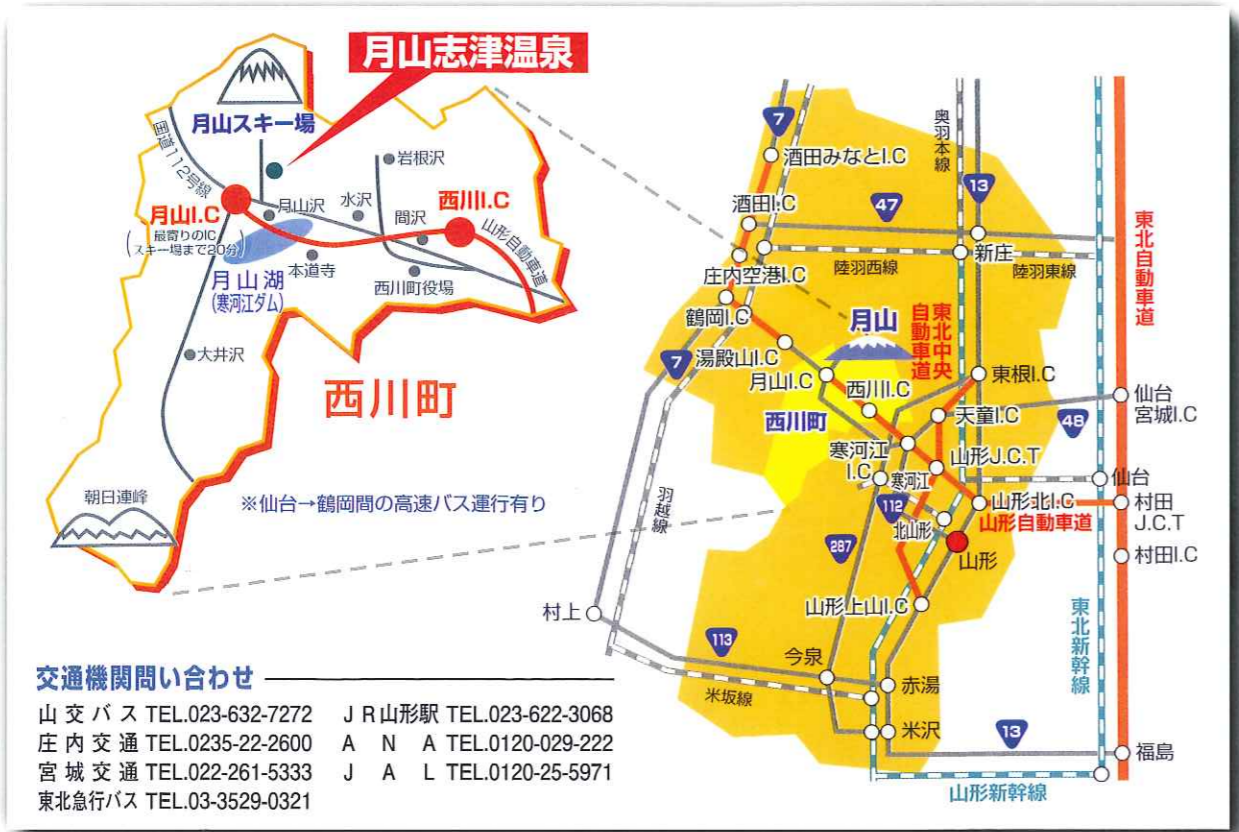 月山志津温泉
月山スキー場
国道112号線
岩根沢
月山I.C
(最寄りのIC
スキー場まで20分)
月山沢
水沢
間沢
西川I.C
山形自動車道
月山湖
(寒河江ダム)
本道寺
西川町役場
大井沢
西川町
朝日連峰
※仙台→鶴岡間の高速バス運行有り
7
酒田みなとI.C
奥羽本線
13
酒田I.C
47
新庄
陸羽西線
陸羽東線
東北自動車道
庄内空港I.C
鶴岡I.C
月山
東北中央
自動車道
7
湯殿山I.C
月山I.C
西川I.C
東根I.C
西川町
天童I.C
48
仙台
宮城I.C
寒河江
I.C
山形J.C.T
寒河江
仙台
羽越線
112
山形北I.C
村田
J.C.T
山形自動車道
北山形
287
山形
村田I.C
山形上山I.C
村上
東北新幹線
113
今泉
赤湯
米坂線
米沢
13
福島
山形新幹線
交通機関問い合わせ
山交バス TEL.023-632-7272 JR山形駅 TEL.023-622-3068
庄内交通 TEL.0235-22-2600 ANA TEL.0120-029-222
宮城交通 TEL.022-261-5333 JAL TEL.0120-25-5971
東北急行バス TEL.03-3529-0321